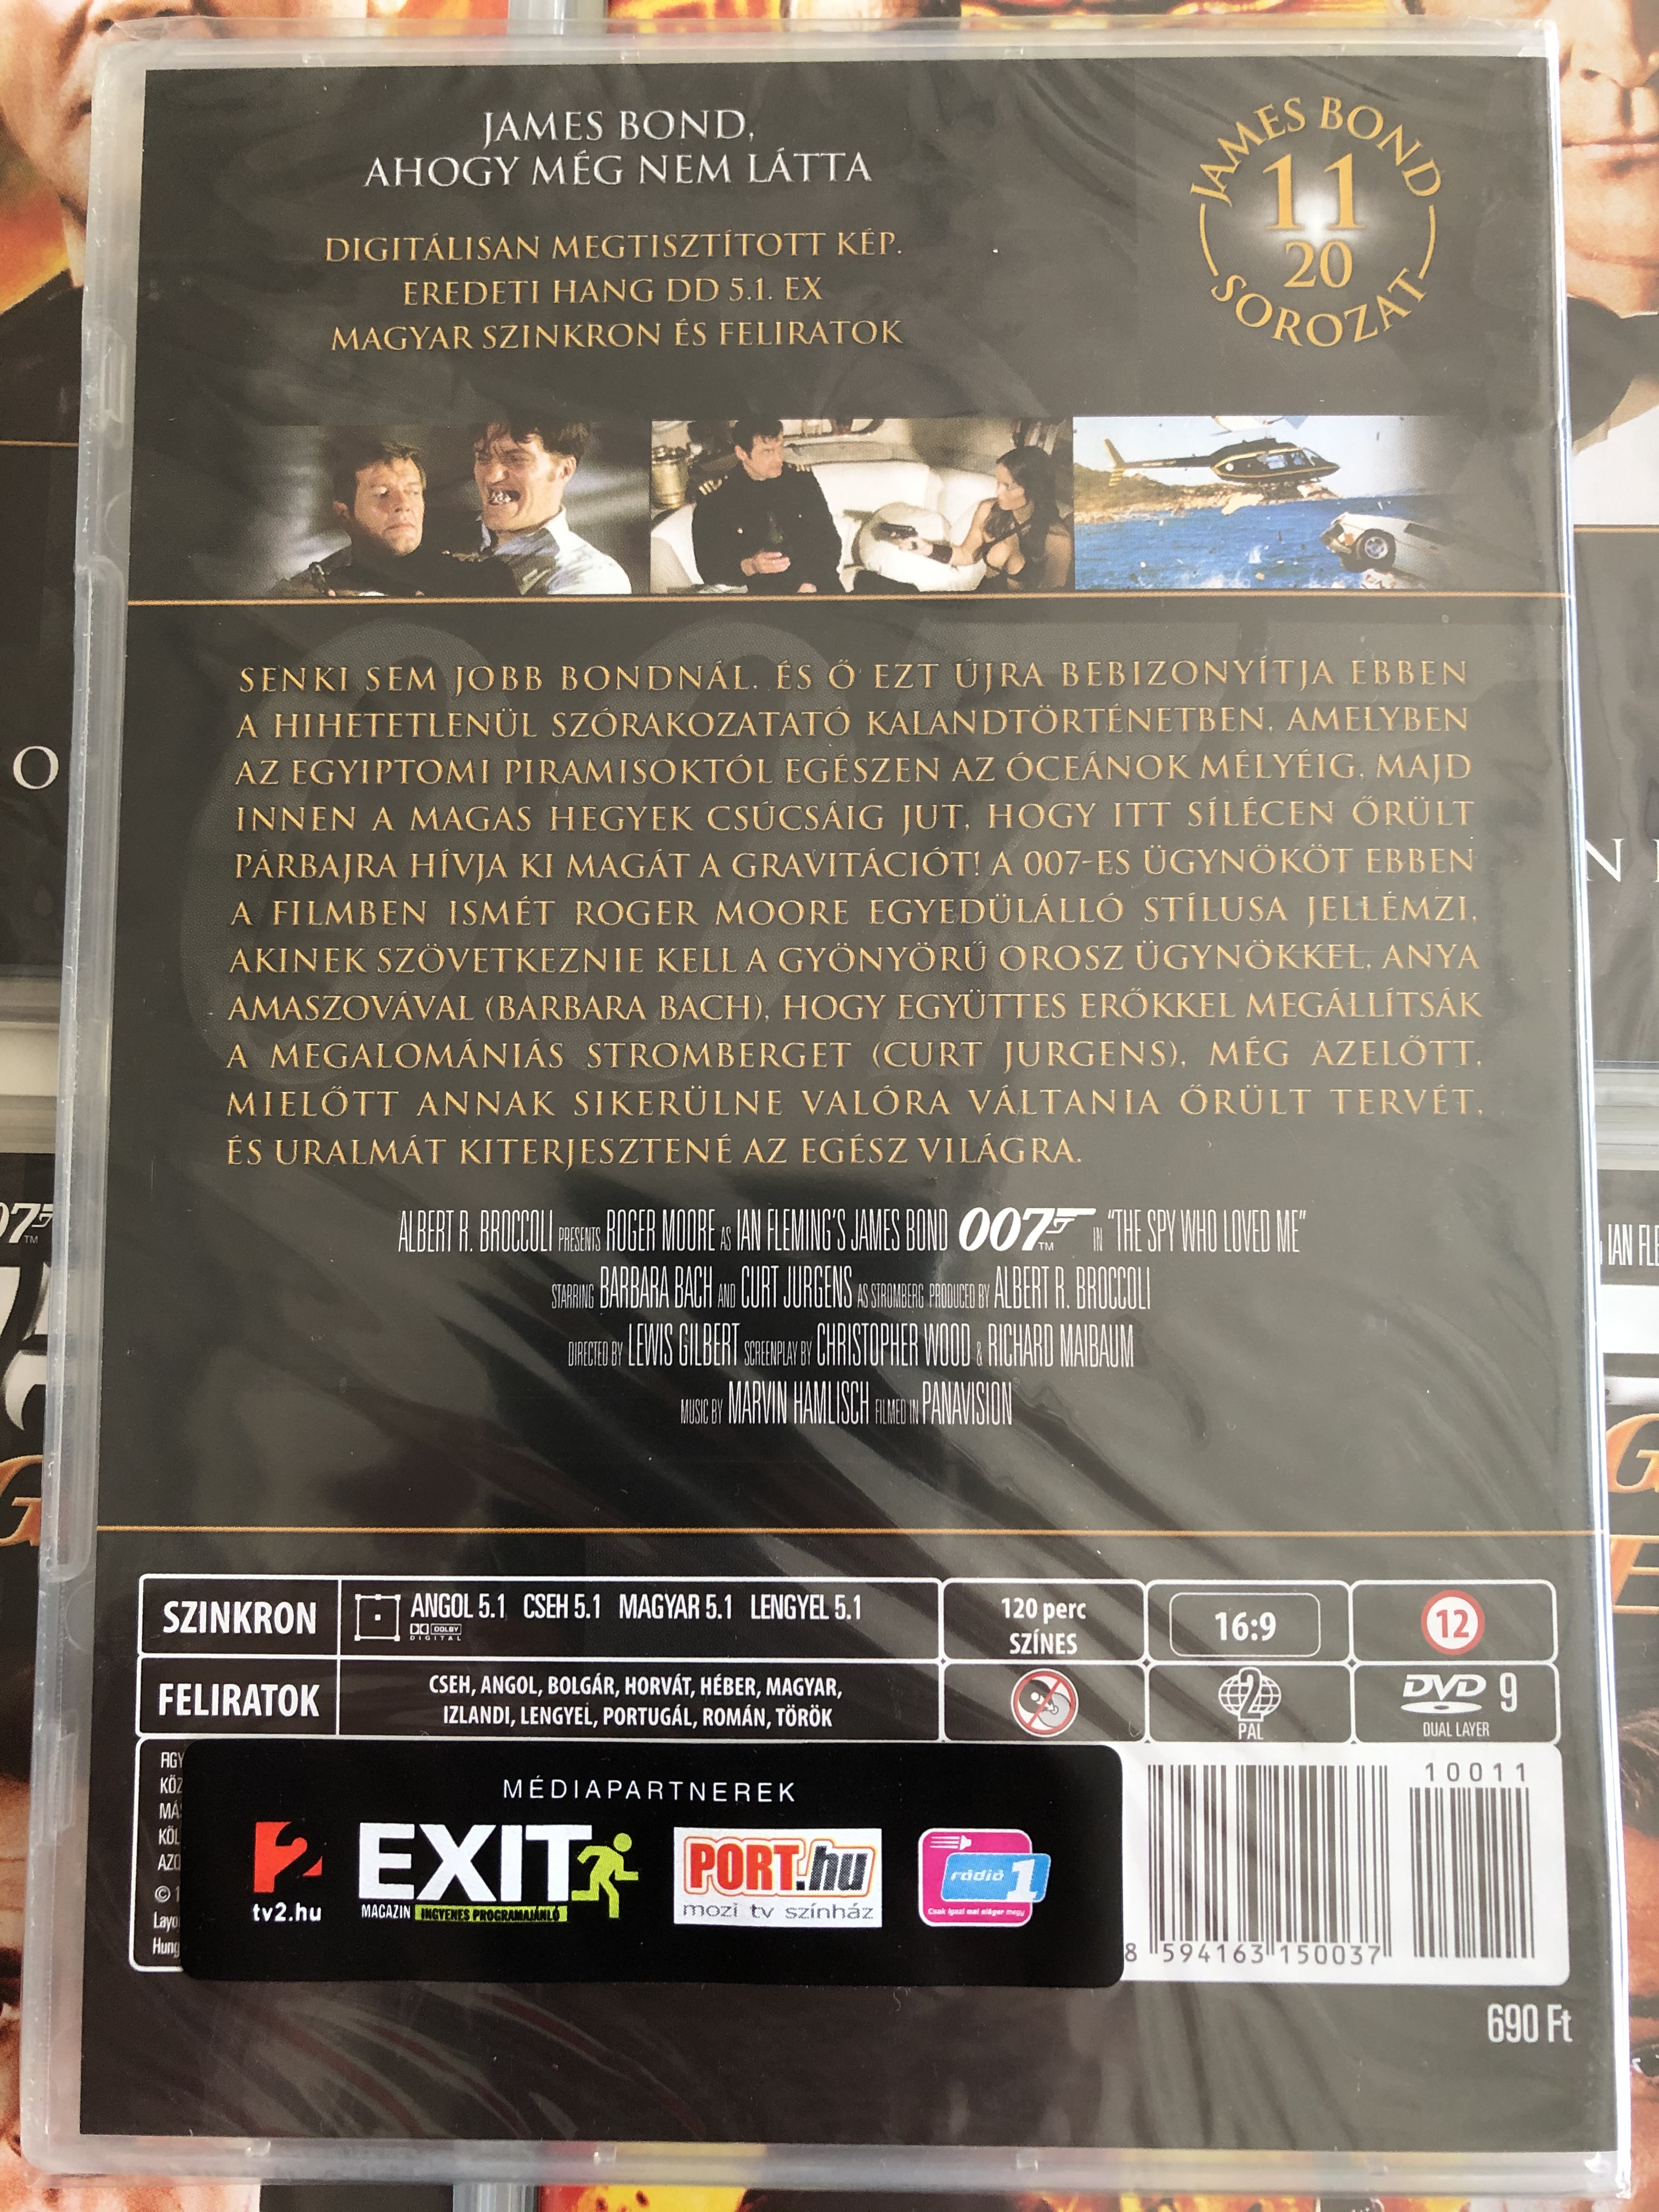 JAMES BOND,
AHOGY MÉG NEM LÁTTA
DIGITÁLISAN MEGTISZTÍTOTT KÉP.
EREDETI HANG DD 5.1. EX
MAGYAR SZINKRON ÉS FELIRATOK
JAMES BOND
11
20
SOROZAT
SENKI SEM JOBB BONDNÁL. ÉS Ő EZT ÚJRA BEBIZONYÍTJA EBBEN
A HIHETETLENÜL SZÓRAKOZATATÓ KALANDTÖRTÉNETBEN, AMELYBEN
AZ EGYIPTOMI PIRAMISOKTÓL EGÉSZEN AZ ÓCEÁNOK MÉLYÉIG, MAJD
INNEN A MAGAS HEGYEK CSÚCSÁIG JUT, HOGY ITT SÍLÉCEN ŐRÜLT
PÁRBAJRA HÍVJA KI MAGÁT A GRAVITÁCIÓT! A 007-ES ÜGYNÖKÖT EBBEN
A FILMBEN ISMÉT ROGER MOORE EGYEDÜLÁLLÓ STÍLUSA JELLEMZI,
AKINEK SZÖVETKEZNIE KELL A GYÖNYÖRŰ OROSZ ÜGYNÖKKEL, ANYA
AMASZOVÁVAL (BARBARA BACH), HOGY EGYÜTTES ERŐKKEL MEGÁLLÍTSÁK
A MEGALOMÁNIÁS STROMBERGET (CURT JURGENS), MÉG AZELŐTT,
MIELŐTT ANNAK SIKERÜLNE VALÓRA VÁLTANIA ŐRÜLT TERVÉT,
ÉS URALMÁT KITERJESZTENÉ AZ EGÉSZ VILÁGRA.
ALBERT R. BROCCOLI PRESENTS ROGER MOORE AS IAN FLEMING'S JAMES BOND 007 TM IN "THE SPY WHO LOVED ME"
STARRING BARBARA BACH AND CURT JURGENS AS STROMBERG PRODUCED BY ALBERT R. BROCCOLI
DIRECTED BY LEWIS GILBERT SCREENPLAY BY CHRISTOPHER WOOD & RICHARD MAIBAUM
MUSIC BY MARVIN HAMLISCH FILMED IN PANAVISION
SZINKRON
ANGOL 5.1 CSEH 5.1 MAGYAR 5.1 LENGYEL 5.1
DOLBY
DIGITAL
120 perc
SZÍNES
16:9
12
FELIRATOK
CSEH, ANGOL, BOLGÁR, HORVÁT, HÉBER, MAGYAR,
IZLANDI, LENGYEL, PORTUGÁL, ROMÁN, TÖRÖK
2
PAL
DVD 9
DUAL LAYER
MÉDIAPARTNEREK
2
tv2.hu
EXIT
MAGAZIN INGYENES PROGRAMAJÁNLÓ
PORT.hu
mozi tv színház
rádió 1
Csak igazi mai sláger megy
10011
8 594163 150037
690 Ft